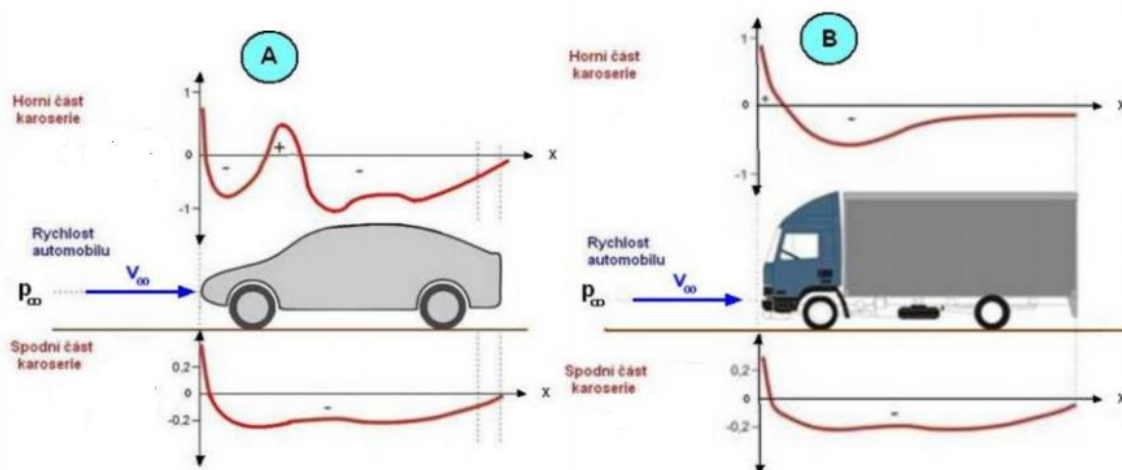 A
Horní část
karoserie
1
0
-1
-
+
-
X
Rychlost
automobilu
V∞
p∞
Spodní část
karoserie
0,2
0
-0.2
-
X
B
Horní část
karoserie
1
0
-1
+
-
X
Rychlost
automobilu
V∞
p∞
Spodní část
karoserie
0,2
0
-0,2
-
X